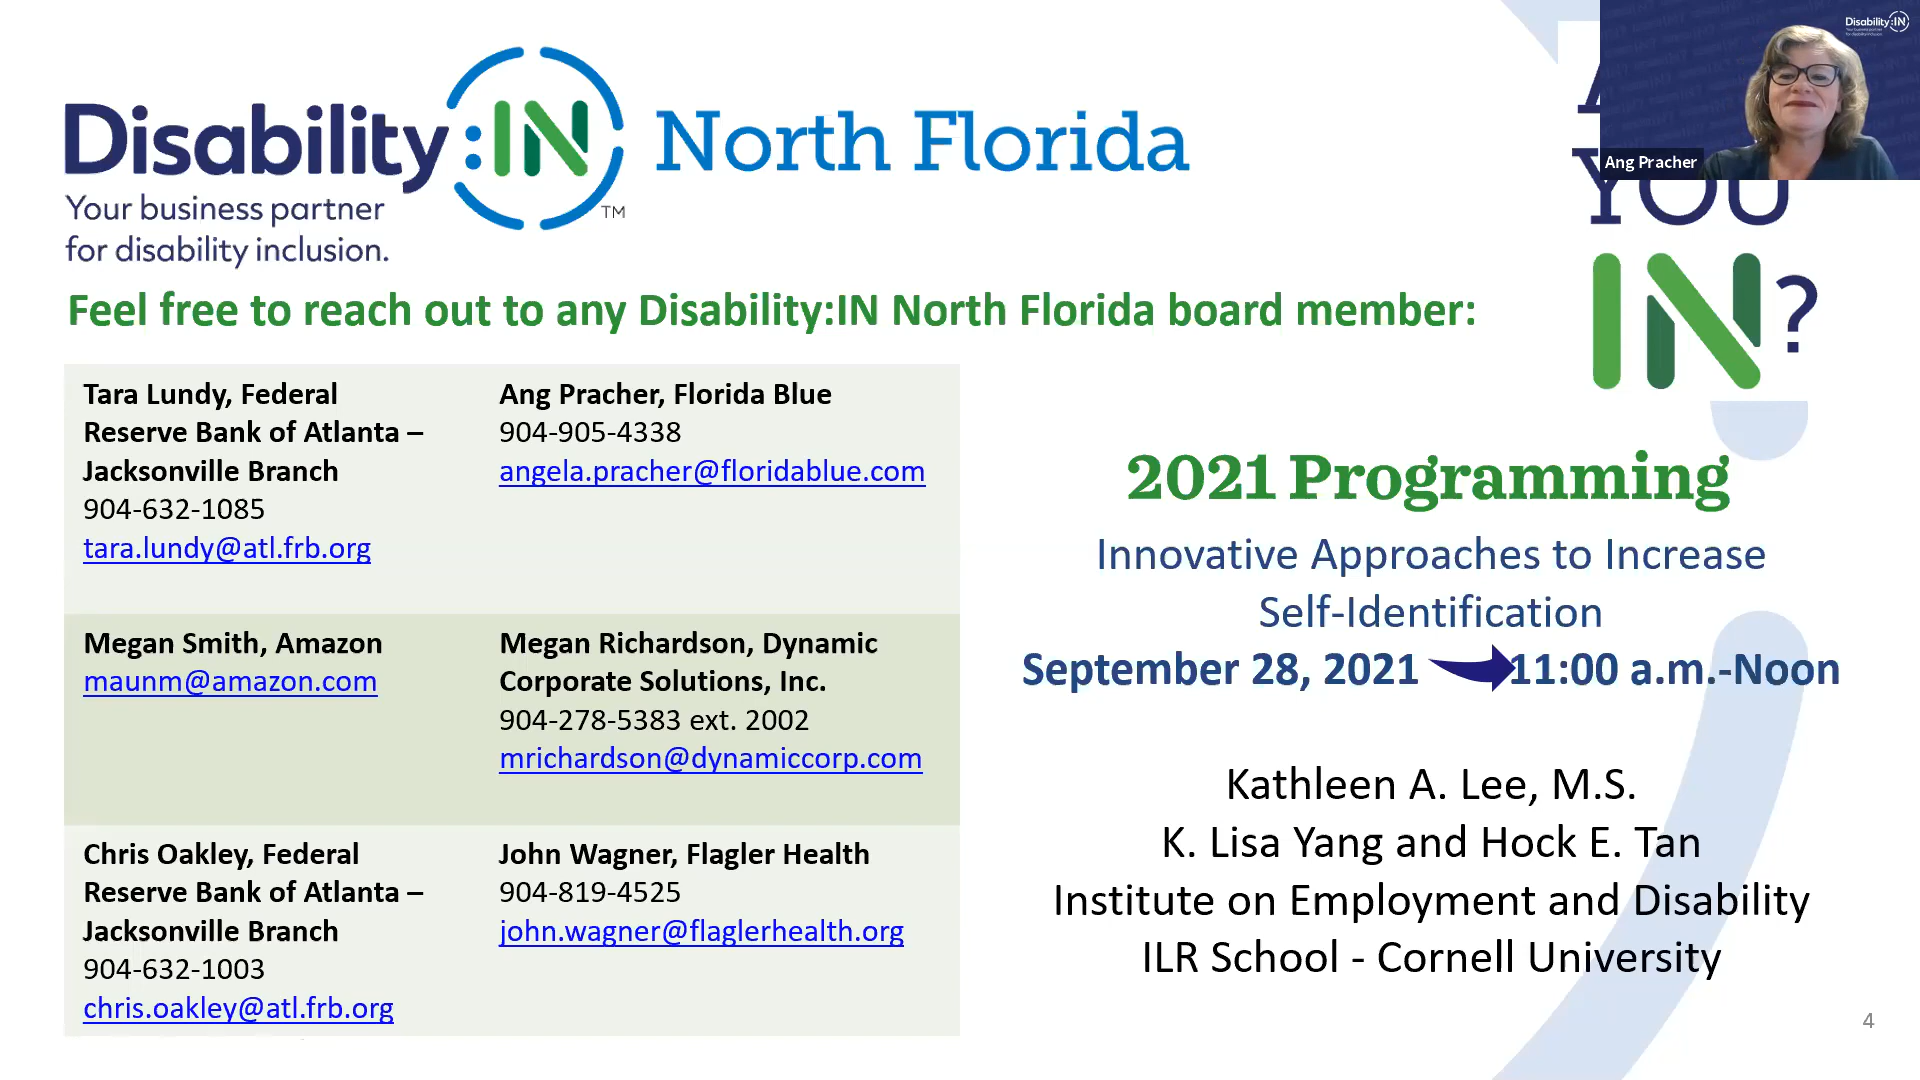 Disability:IN North Florida
TM
Your business partner
for disability inclusion.
Disability:IN
Ang Pracher
YOU
IN?
Feel free to reach out to any Disability:IN North Florida board member:
Tara Lundy, Federal
Reserve Bank of Atlanta –
Jacksonville Branch
904-632-1085
tara.lundy@atl.frb.org
Ang Pracher, Florida Blue
904-905-4338
angela.pracher@floridablue.com
Megan Smith, Amazon
maunm@amazon.com
Megan Richardson, Dynamic
Corporate Solutions, Inc.
904-278-5383 ext. 2002
mrichardson@dynamiccorp.com
Chris Oakley, Federal
Reserve Bank of Atlanta –
Jacksonville Branch
904-632-1003
chris.oakley@atl.frb.org
John Wagner, Flagler Health
904-819-4525
john.wagner@flaglerhealth.org
2021 Programming
Innovative Approaches to Increase
Self-Identification
September 28, 2021 11:00 a.m.-Noon
Kathleen A. Lee, M.S.
K. Lisa Yang and Hock E. Tan
Institute on Employment and Disability
ILR School - Cornell University
4